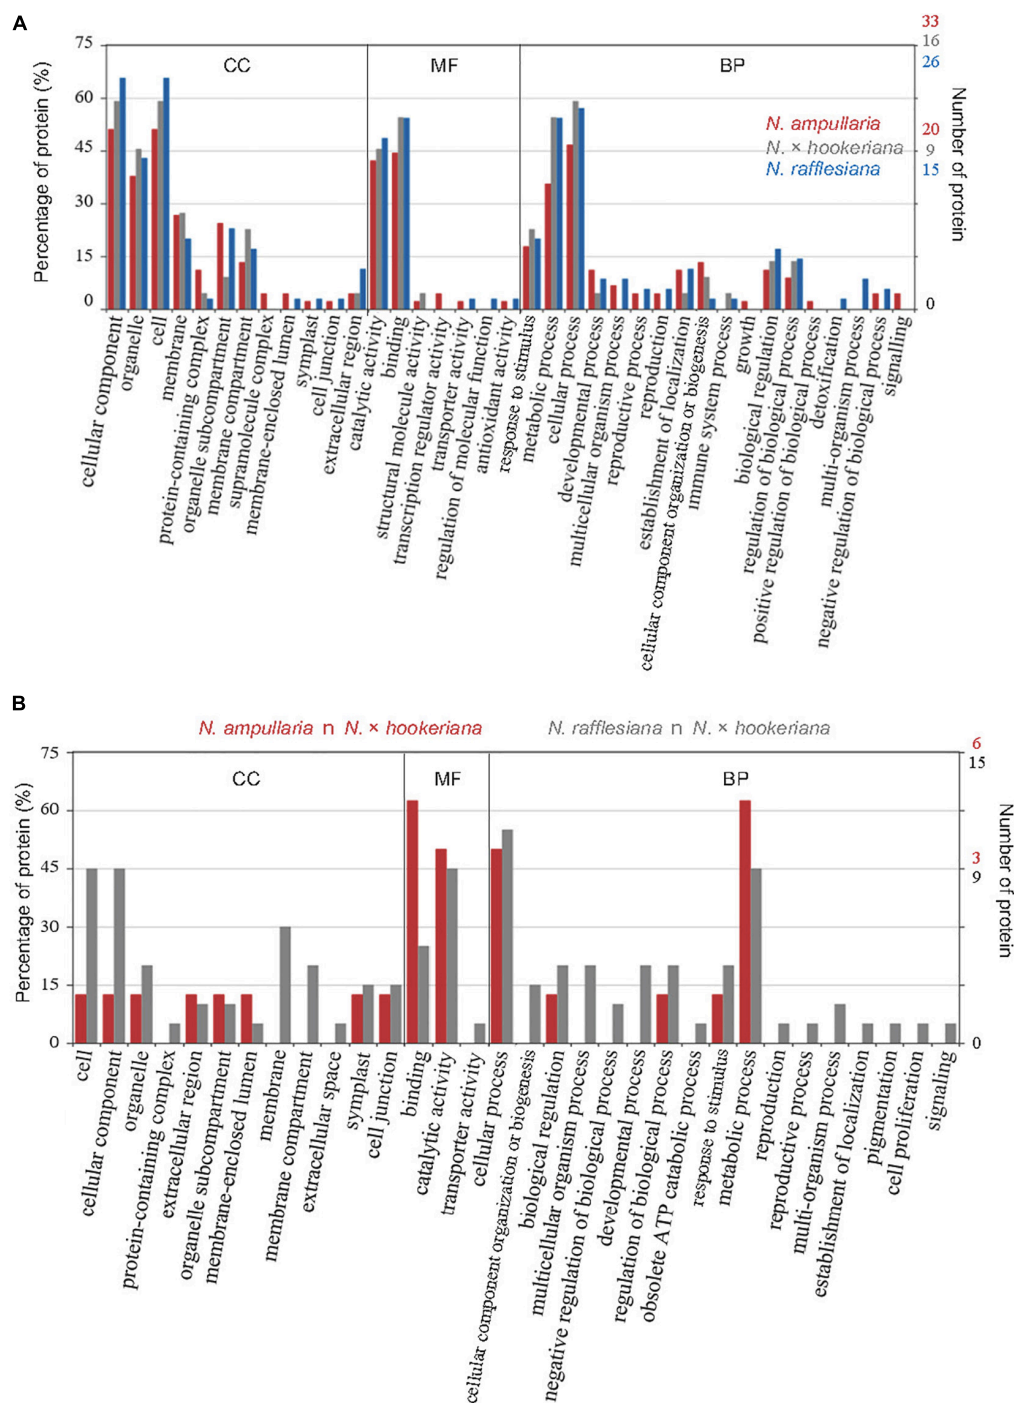 A
33
16
26
75
60
45
30
15
0
Percentage of protein (%)
CC
MF
BP
N. ampullaria
N. × hookeriana
N. rafflesiana
20
9
15
0
Number of protein
cellular component
organelle
cell
membrane
protein-containing complex
organelle subcompartment
membrane compartment
supramolecule complex
membrane-enclosed lumen
symplast
cell junction
extracellular region
catalytic activity
binding
structural molecule activity
transcription regulator activity
transporter activity
regulation of molecular function
antioxidant activity
response to stimulus
metabolic process
cellular process
developmental process
multicellular organism process
reproductive process
reproduction
establishment of localization
cellular component organization or biogenesis
immune system process
growth
biological regulation
regulation of biological process
positive regulation of biological process
detoxification
multi-organism process
negative regulation of biological process
signalling
B
N. ampullaria n N. × hookeriana
N. rafflesiana n N. × hookeriana
6
15
75
60
45
30
15
0
Percentage of protein (%)
CC
MF
BP
3
9
0
Number of protein
cell
cellular component
organelle
protein-containing complex
extracellular region
organelle subcompartment
membrane-enclosed lumen
membrane
membrane compartment
extracellular space
symplast
cell junction
binding
catalytic activity
transporter activity
cellular process
cellular component organization or biogenesis
biological regulation
multicellular organism process
negative regulation of biological process
developmental process
regulation of biological process
obsolete ATP catabolic process
response to stimulus
metabolic process
reproduction
reproductive process
multi-organism process
establishment of localization
pigmentation
cell proliferation
signaling